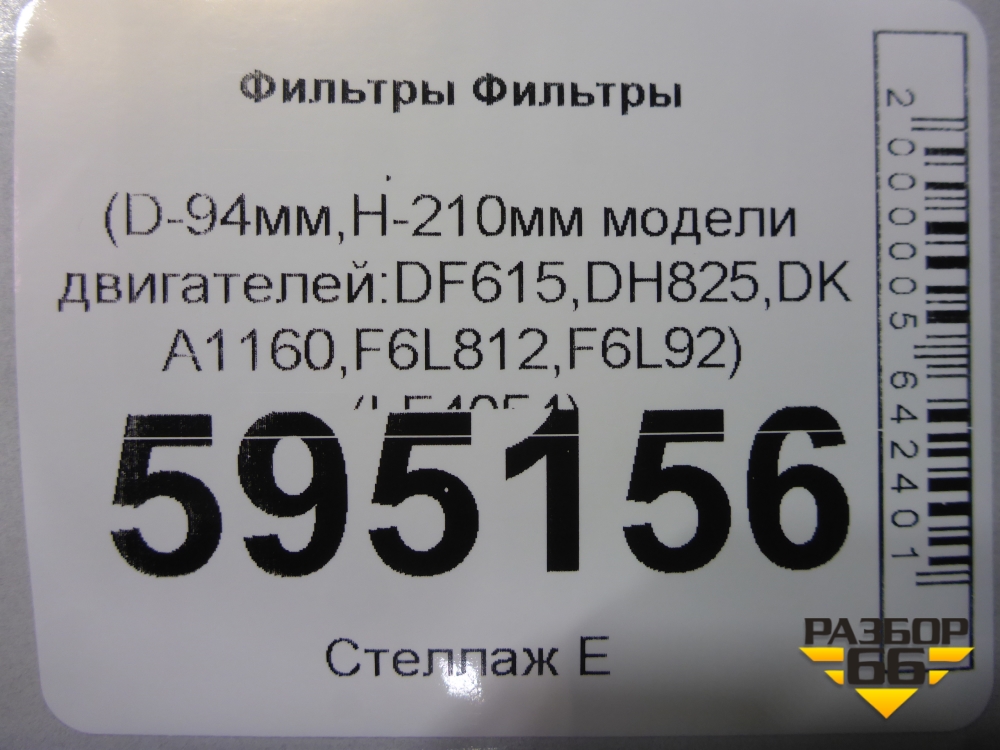 Фильтры Фильтры
(D-94мм,H-210мм модели
двигателей:DF615,DH825,DK
A1160,F6L812,F6L92)
595156
Стеллаж Е
2000005642401
РАЗБОР
66